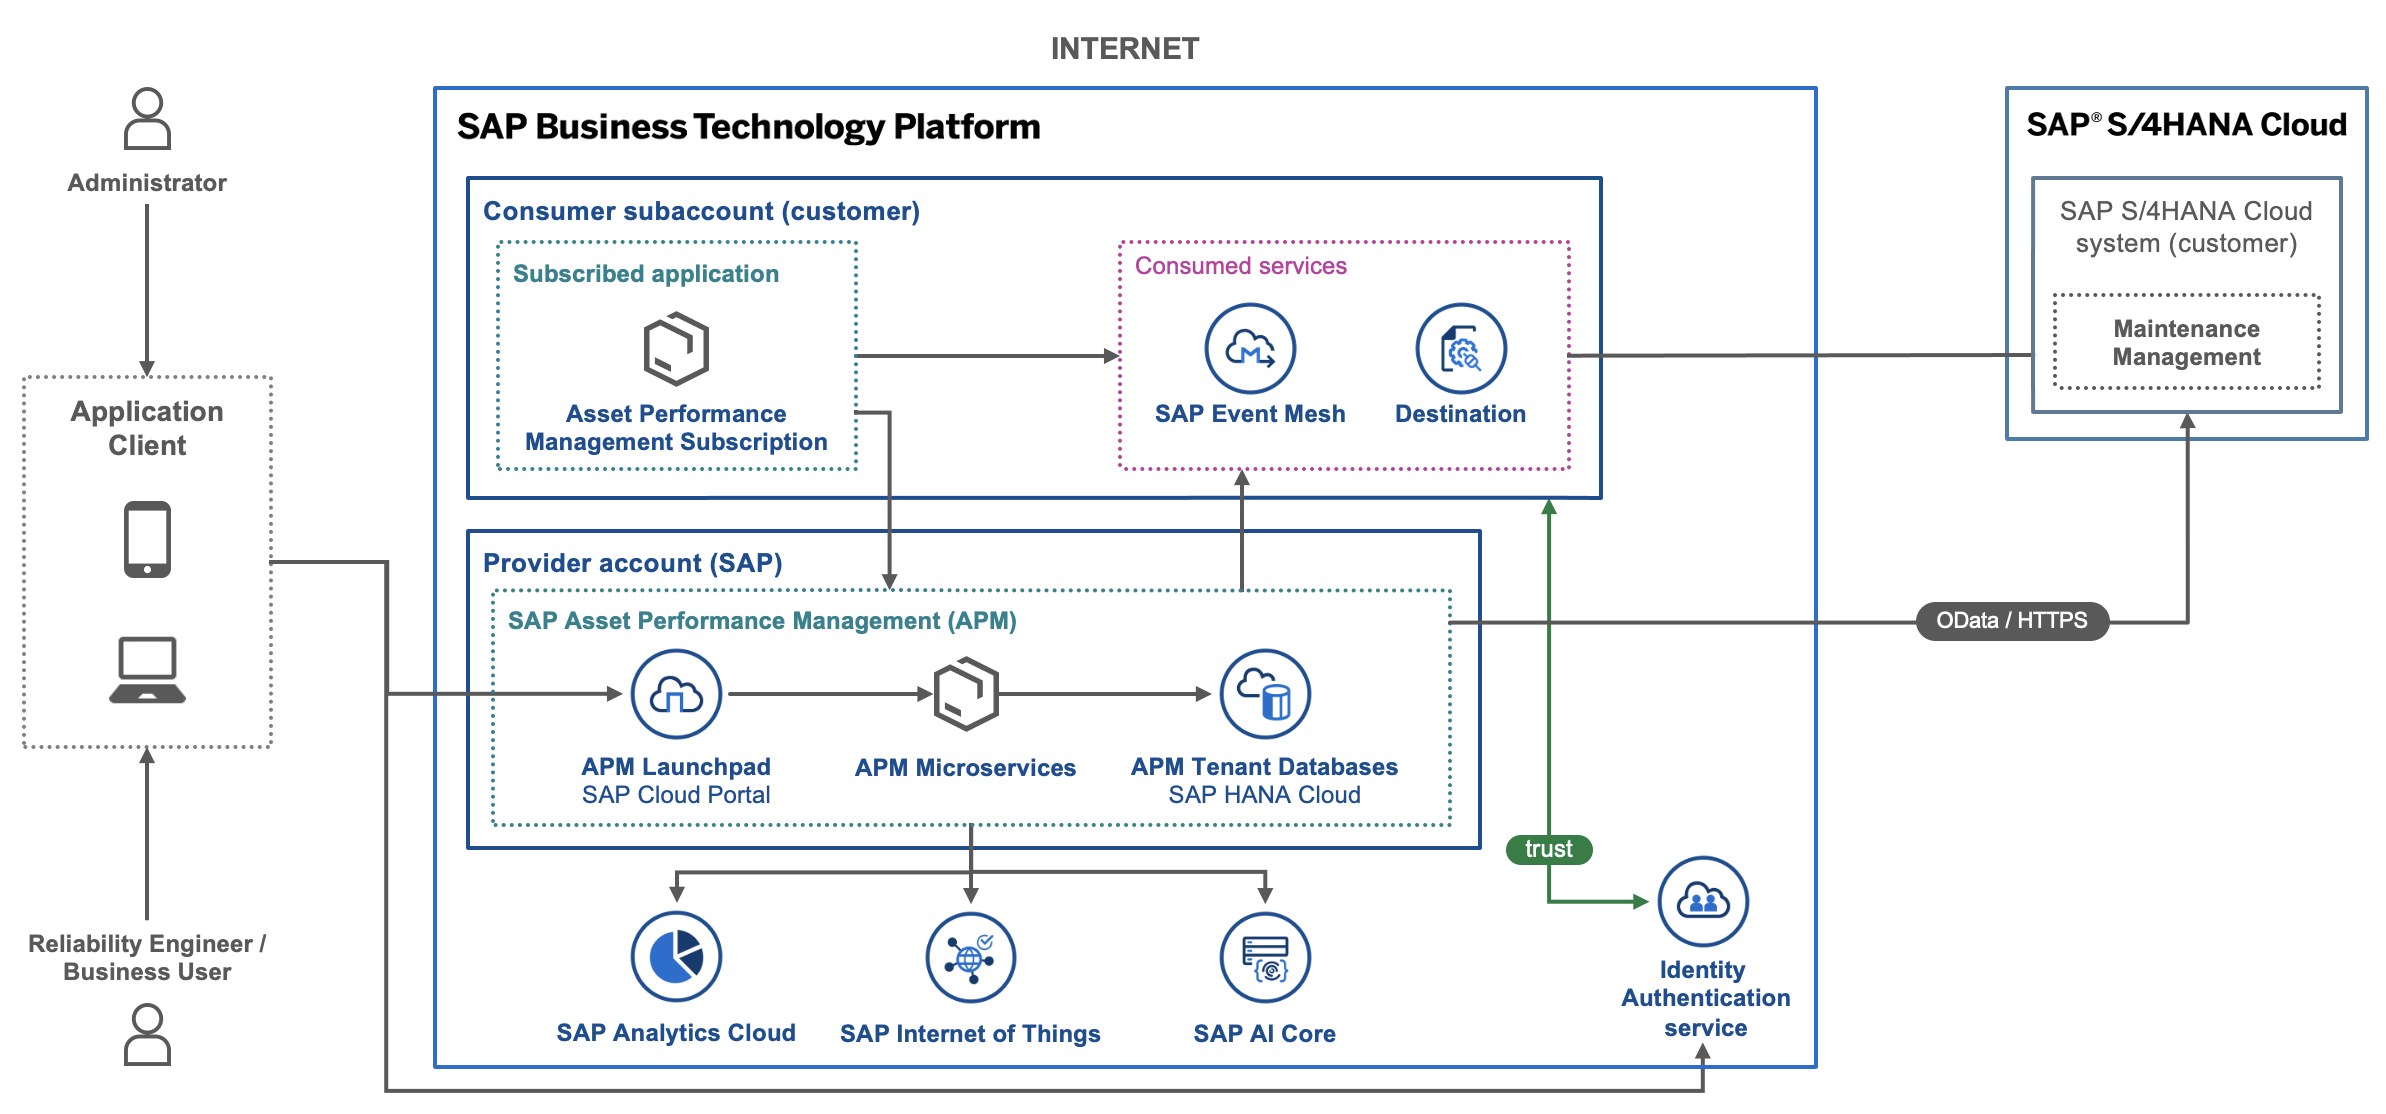 INTERNET
Administrator
Application
Client
Reliability Engineer /
Business User
SAP Business Technology Platform
Consumer subaccount (customer)
Subscribed application
Asset Performance
Management Subscription
Consumed services
SAP Event Mesh
Destination
Provider account (SAP)
SAP Asset Performance Management (APM)
APM Launchpad
SAP Cloud Portal
APM Microservices
APM Tenant Databases
SAP HANA Cloud
SAP Analytics Cloud
SAP Internet of Things
SAP AI Core
trust
Identity
Authentication
service
OData / HTTPS
SAP® S/4HANA Cloud
SAP S/4HANA Cloud
system (customer)
Maintenance
Management